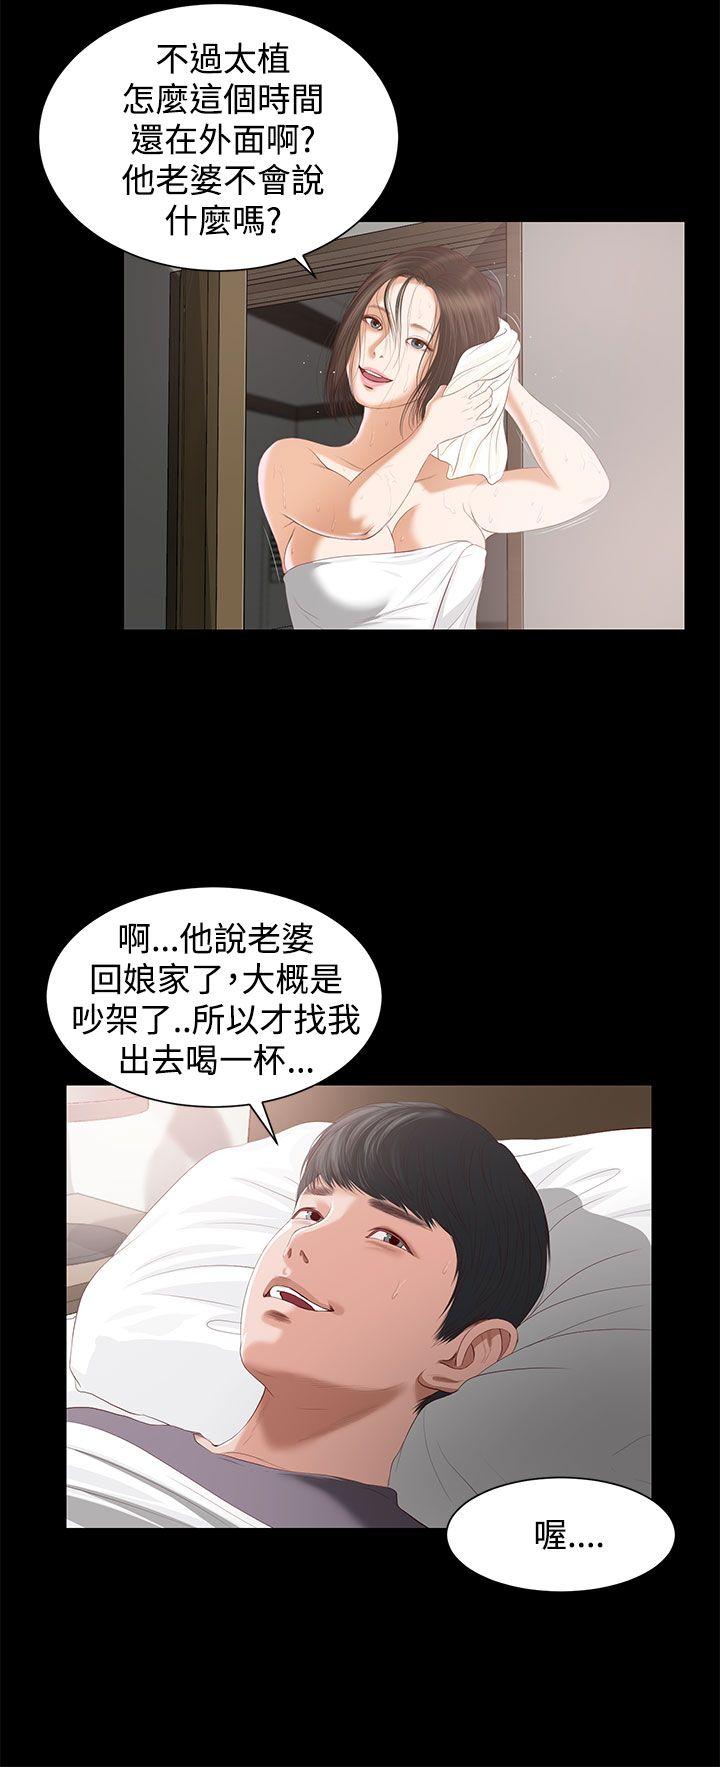 不過太植
怎麼這個時間
還在外面啊?
他老婆不會說
什麼嗎?
啊...他說老婆
回娘家了,大概是
吵架了..所以才找我
出去喝一杯...
喔....